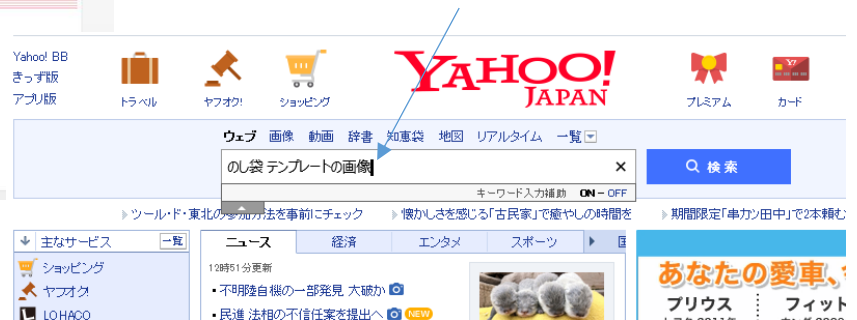 Yahoo! BB
きっず版
アプリ版
トラベル
ヤフオク!
ショッピング
YAHOO!
JAPAN
プレミアム
Y!
カード
ウェブ 画像 動画 辞書 知恵袋 地図 リアルタイム 一覧
のし袋 テンプレートの画像
×
検索
キーワード入力補助 ON - OFF
ツール・ド・東北の参加方法を事前にチェック
懐かしさを感じる「古民家」で癒やしの時間を
期間限定「串カツ田中」で2本頼む
主なサービス 一覧
ニュース 経済 エンタメ スポーツ
ショッピング
ヤフオク!
LOHACO
12時51分更新
・不明陸自機の一部発見 大破か
・民進 法相の不信任案を提出へ NEW
あなたの愛車、
プリウス
フィット